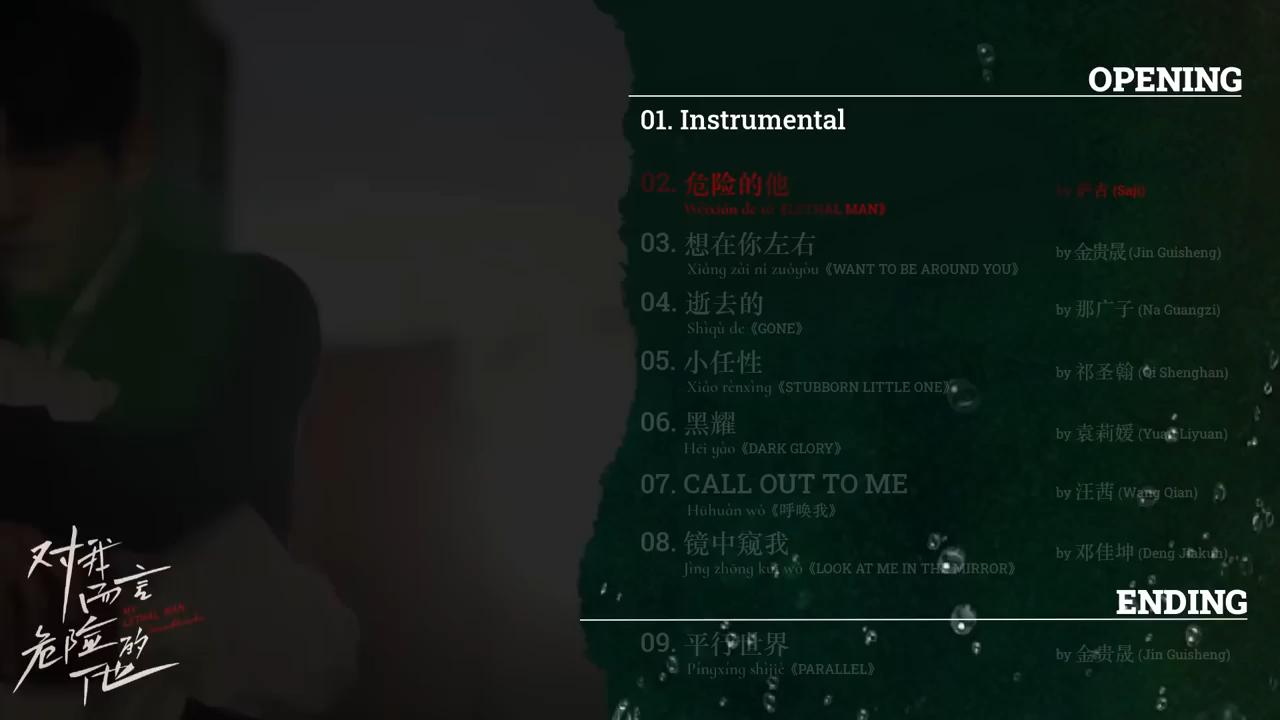 OPENING
01. Instrumental
02. 危险的他
by 萨吉 (Saji)
Wēixiǎn de tā《LETHAL MAN》
03. 想在你左右
by 金贵晟 (Jin Guisheng)
Xiǎng zài nǐ zuǒyòu《WANT TO BE AROUND YOU》
04. 逝去的
by 那广子 (Na Guangzi)
Shìqù de《GONE》
05. 小任性
by 祁圣翰 (Qi Shenghan)
Xiǎo rènxìng《STUBBORN LITTLE ONE》
06. 黑耀
by 袁莉媛 (Yuan Liyuan)
Hēi yào《DARK GLORY》
07. CALL OUT TO ME
by 汪茜 (Wang Qian)
Hūhuàn wǒ《呼唤我》
08. 镜中窥我
by 邓佳坤 (Deng Jiakun)
Jìng zhōng kuī wǒ《LOOK AT ME IN THE MIRROR》
ENDING
09. 平行世界
by 金贵晟 (Jin Guisheng)
Píngxíng shìjiè《PARALLEL》
对我
而言
MY
LETHAL MAN
Soundtracks
危险的
他